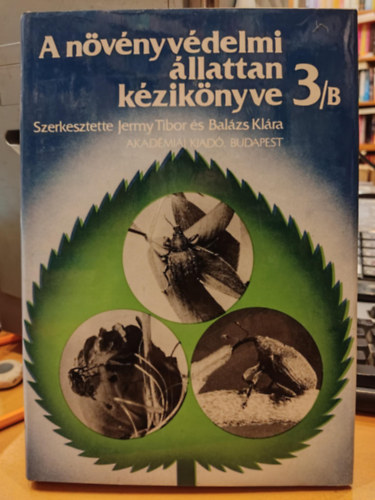 A növényvédelmi
állattan
kézikönyve 3/B
Szerkesztette Jermy Tibor és Balázs Klára
AKADÉMIAI KIADÓ, BUDAPEST